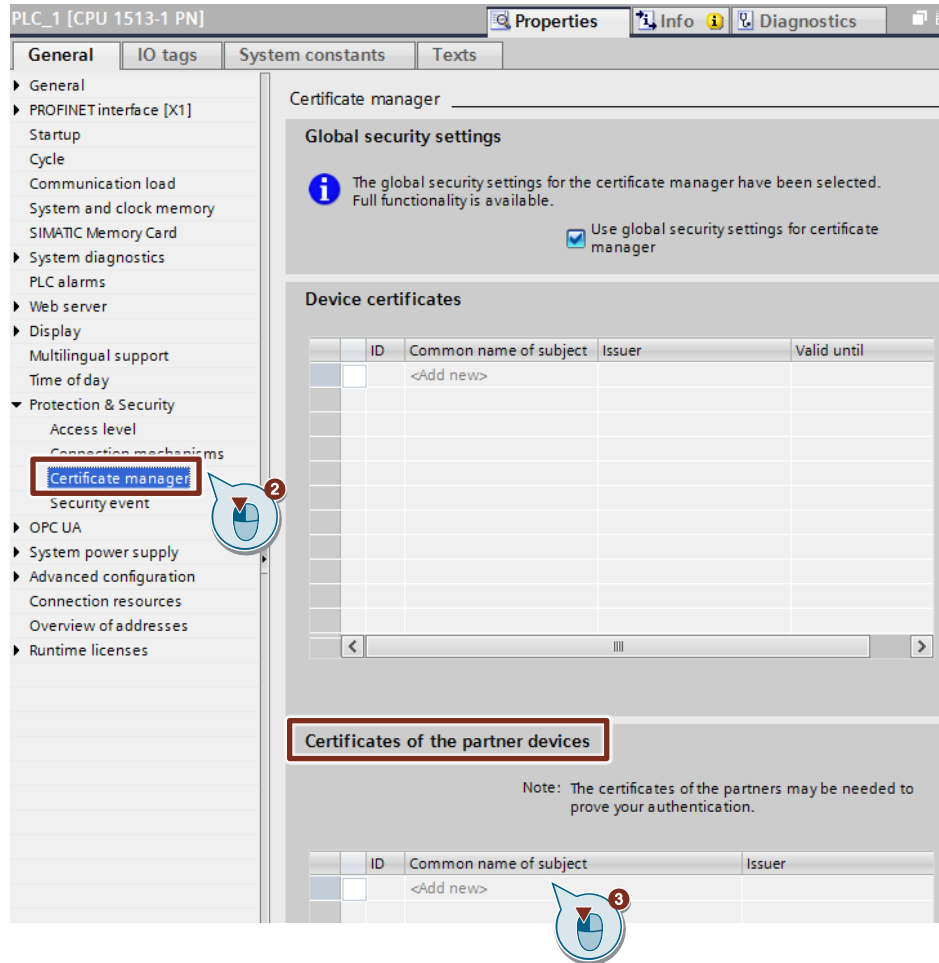 PLC_1 [CPU 1513-1 PN]
Properties
Info
Diagnostics
General
IO tags
System constants
Texts
General
PROFINET interface [X1]
Startup
Cycle
Communication load
System and clock memory
SIMATIC Memory Card
System diagnostics
PLC alarms
Web server
Display
Multilingual support
Time of day
Protection & Security
Access level
Connection mechanisms
Certificate manager
2
Security event
OPC UA
System power supply
Advanced configuration
Connection resources
Overview of addresses
Runtime licenses
Certificate manager
Global security settings
The global security settings for the certificate manager have been selected.
Full functionality is available.
Use global security settings for certificate
manager
Device certificates
ID Common name of subject Issuer Valid until
<Add new>
Certificates of the partner devices
Note: The certificates of the partners may be needed to
prove your authentication.
ID Common name of subject Issuer
<Add new>
3